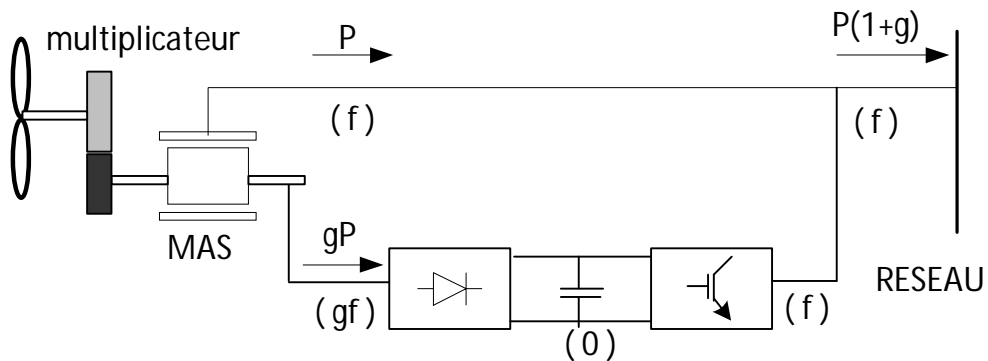 multiplicateur
P
P(1+g)
(f)
(f)
MAS
gP
(gf)
(0)
(f)
RESEAU